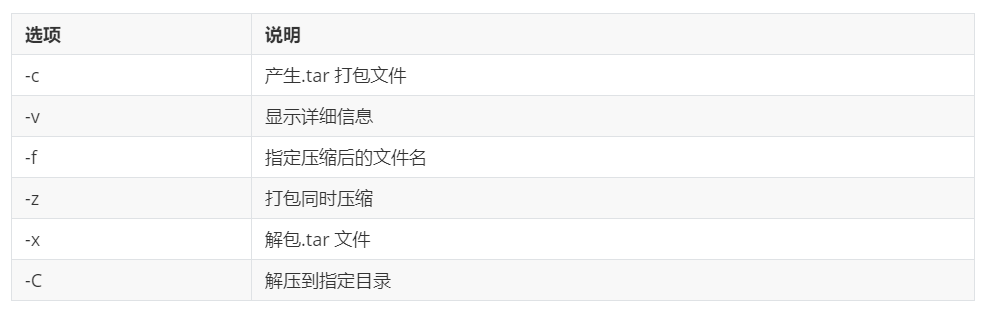 选项 说明
-c 产生.tar 打包文件
-v 显示详细信息
-f 指定压缩后的文件名
-z 打包同时压缩
-x 解包.tar 文件
-C 解压到指定目录